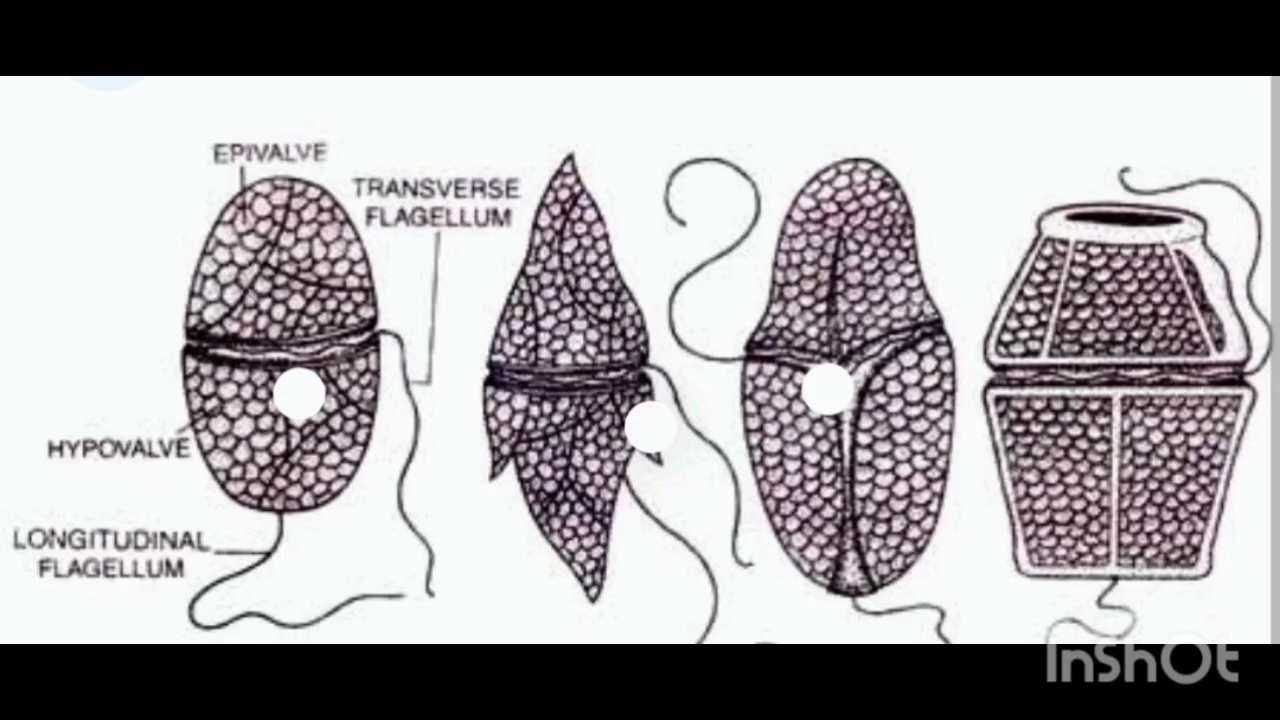 EPIVALVE
TRANSVERSE
FLAGELLUM
HYPOVALVE
LONGITUDINAL
FLAGELLUM
InShOt